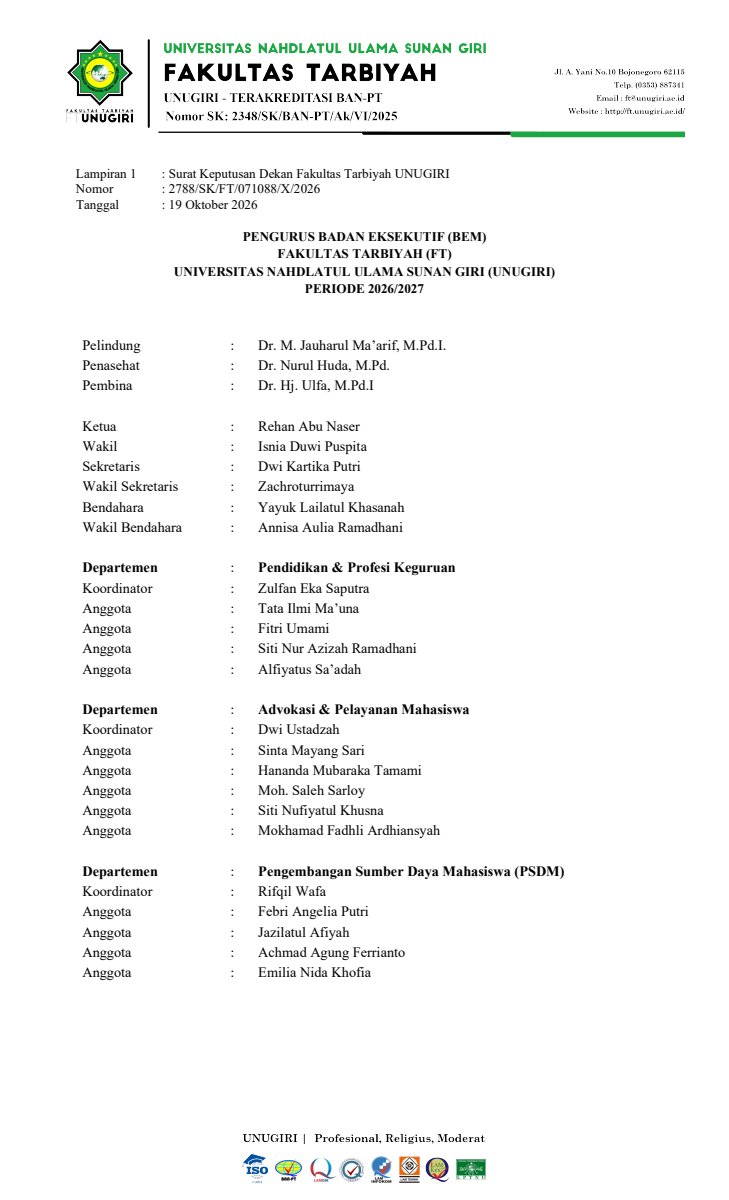 UNIVERSITAS NAHDLATUL ULAMA SUNAN GIRI
FAKULTAS TARBIYAH
UNUGIRI - TERAKREDITASI BAN-PT
Nomor SK: 2348/SK/BAN-PT/Ak/VI/2025
FAKULTAS TARBIYAH
UNUGIRI
Jl. A. Yani No.10 Bojonegoro 62115
Telp. (0353) 887341
Email : ft@unugiri.ac.id
Website : http://ft.unugiri.ac.id/
Lampiran 1 : Surat Keputusan Dekan Fakultas Tarbiyah UNUGIRI
Nomor : 2788/SK/FT/071088/X/2026
Tanggal : 19 Oktober 2026
PENGURUS BADAN EKSEKUTIF (BEM)
FAKULTAS TARBIYAH (FT)
UNIVERSITAS NAHDLATUL ULAMA SUNAN GIRI (UNUGIRI)
PERIODE 2026/2027
Pelindung : Dr. M. Jauharul Ma’arif, M.Pd.I.
Penasehat : Dr. Nurul Huda, M.Pd.
Pembina : Dr. Hj. Ulfa, M.Pd.I
Ketua : Rehan Abu Naser
Wakil : Isnia Duwi Puspita
Sekretaris : Dwi Kartika Putri
Wakil Sekretaris : Zachroturrimaya
Bendahara : Yayuk Lailatul Khasanah
Wakil Bendahara : Annisa Aulia Ramadhani
Departemen : Pendidikan & Profesi Keguruan
Koordinator : Zulfan Eka Saputra
Anggota : Tata Ilmi Ma’una
Anggota : Fitri Umami
Anggota : Siti Nur Azizah Ramadhani
Anggota : Alfiyatus Sa’adah
Departemen : Advokasi & Pelayanan Mahasiswa
Koordinator : Dwi Ustadzah
Anggota : Sinta Mayang Sari
Anggota : Hananda Mubaraka Tamami
Anggota : Moh. Saleh Sarloy
Anggota : Siti Nufiyatul Khusna
Anggota : Mokhamad Fadhli Ardhiansyah
Departemen : Pengembangan Sumber Daya Mahasiswa (PSDM)
Koordinator : Rifqil Wafa
Anggota : Febri Angelia Putri
Anggota : Jazilatul Afiyah
Anggota : Achmad Agung Ferrianto
Anggota : Emilia Nida Khofia
UNUGIRI | Profesional, Religius, Moderat
ISO
BAN-PT